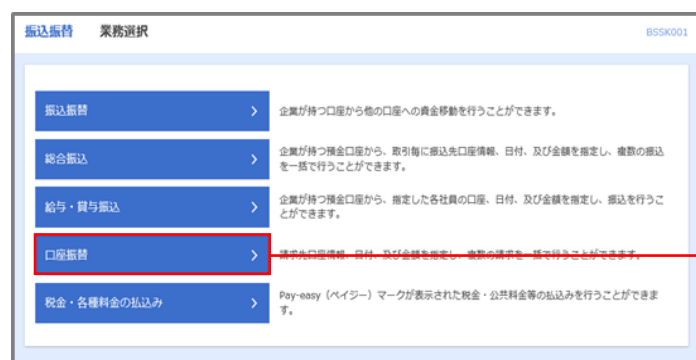 振込振替 業務選択 BSSK001
振込振替 企業が持つ口座から他の口座への資金移動を行うことができます。
総合振込 企業が持つ預金口座から、取引毎に振込先口座情報、日付、及び金額を指定し、複数の振込
を一括で行うことができます。
給与・賞与振込 企業が持つ預金口座から、指定した各社員の口座、日付、及び金額を指定し、振込を行うこ
とができます。
口座振替 請求先口座情報、日付、及び金額を指定し、複数の請求を一括で行うことができます。
税金・各種料金の払込み Pay-easy（ペイジー）マークが表示された税金・公共料金等の払込みを行うことができま
す。